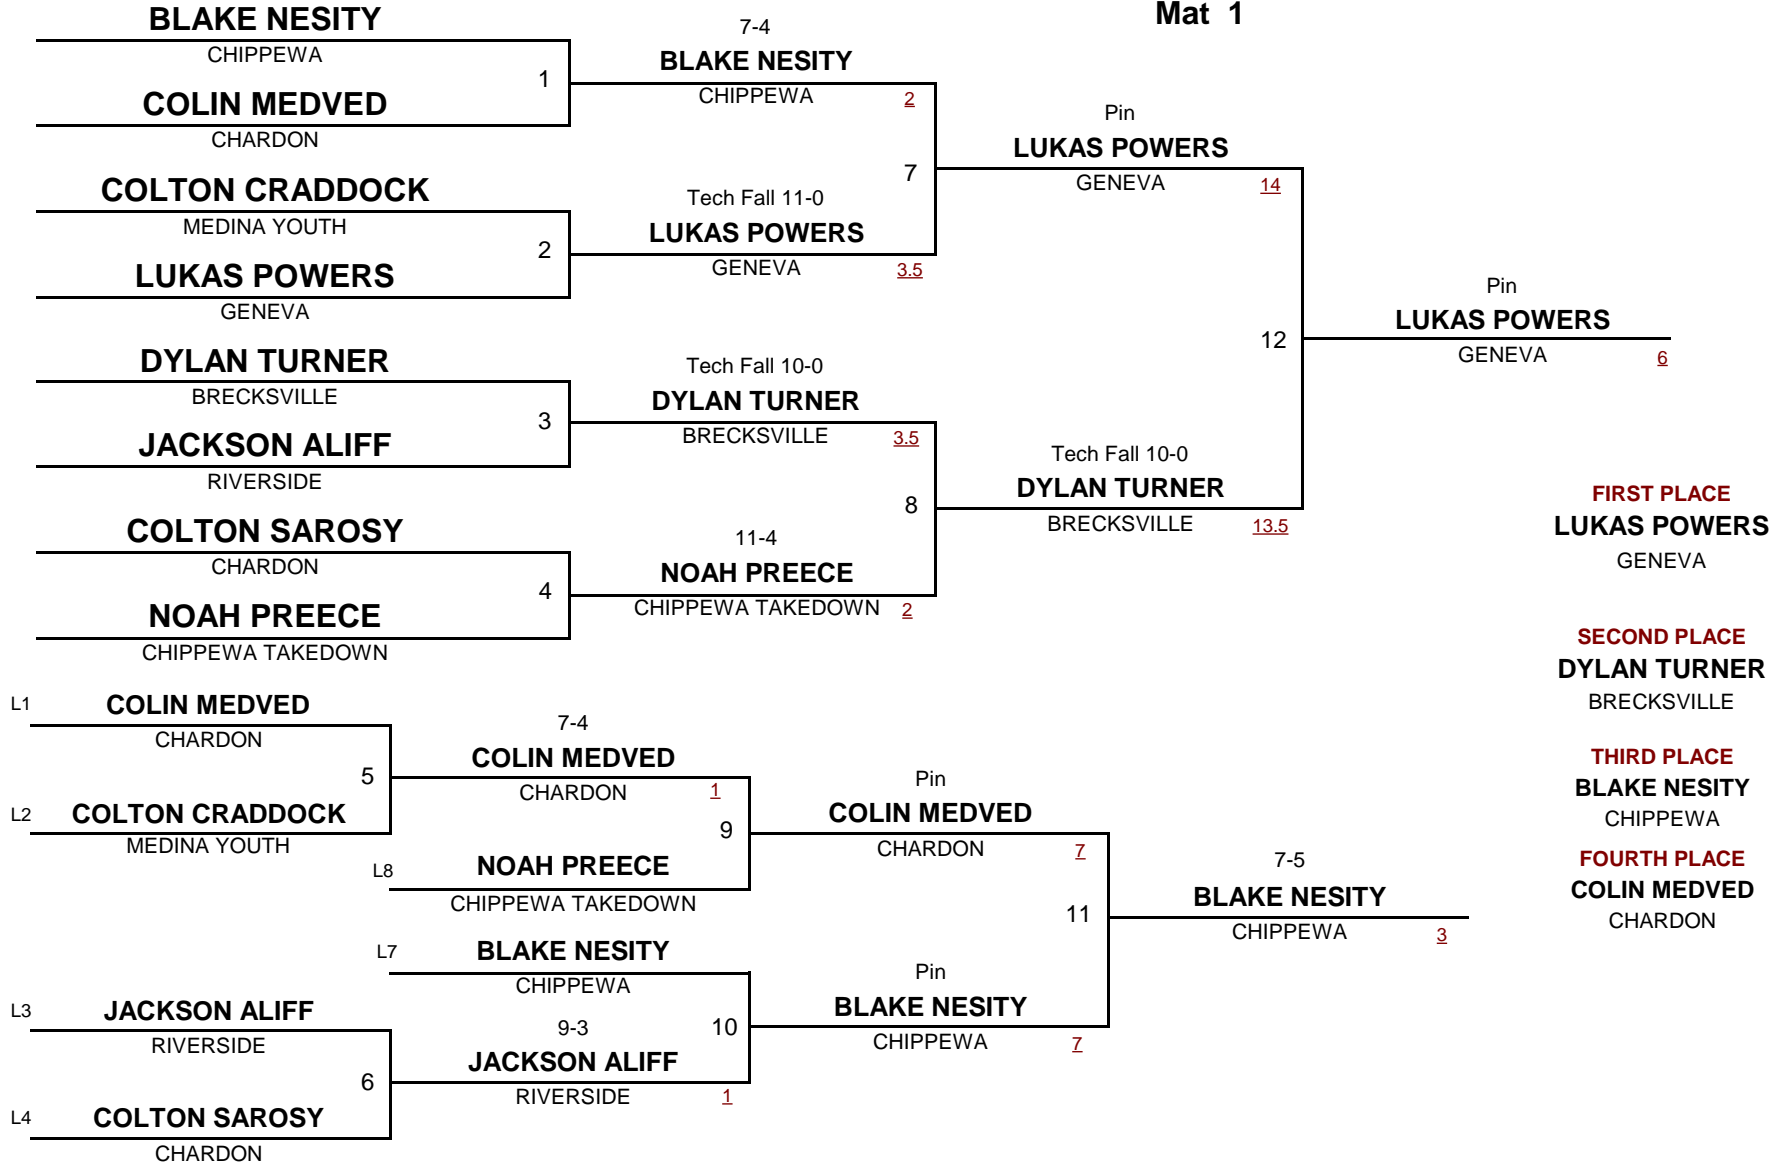 Mat 1
BLAKE NESITY
CHIPPEWA
1
COLIN MEDVED
CHARDON
COLTON CRADDOCK
MEDINA YOUTH
2
LUKAS POWERS
GENEVA
DYLAN TURNER
BRECKSVILLE
3
JACKSON ALIFF
RIVERSIDE
COLTON SAROSY
CHARDON
4
NOAH PREECE
CHIPPEWA TAKEDOWN
7-4
BLAKE NESITY
CHIPPEWA 2
7
Tech Fall 11-0
LUKAS POWERS
GENEVA 3.5
Tech Fall 10-0
DYLAN TURNER
BRECKSVILLE 3.5
8
11-4
NOAH PREECE
CHIPPEWA TAKEDOWN 2
Pin
LUKAS POWERS
GENEVA 14
12
Tech Fall 10-0
DYLAN TURNER
BRECKSVILLE 13.5
Pin
LUKAS POWERS
GENEVA 6
L1 COLIN MEDVED
CHARDON
5
L2 COLTON CRADDOCK
MEDINA YOUTH
7-4
COLIN MEDVED
CHARDON 1
9
L8 NOAH PREECE
CHIPPEWA TAKEDOWN
L7 BLAKE NESITY
CHIPPEWA
L3 JACKSON ALIFF
RIVERSIDE
6
L4 COLTON SAROSY
CHARDON
9-3
10
JACKSON ALIFF
RIVERSIDE 1
Pin
COLIN MEDVED
CHARDON 7
11
Pin
BLAKE NESITY
CHIPPEWA 7
7-5
BLAKE NESITY
CHIPPEWA 3
FIRST PLACE
LUKAS POWERS
GENEVA
SECOND PLACE
DYLAN TURNER
BRECKSVILLE
THIRD PLACE
BLAKE NESITY
CHIPPEWA
FOURTH PLACE
COLIN MEDVED
CHARDON